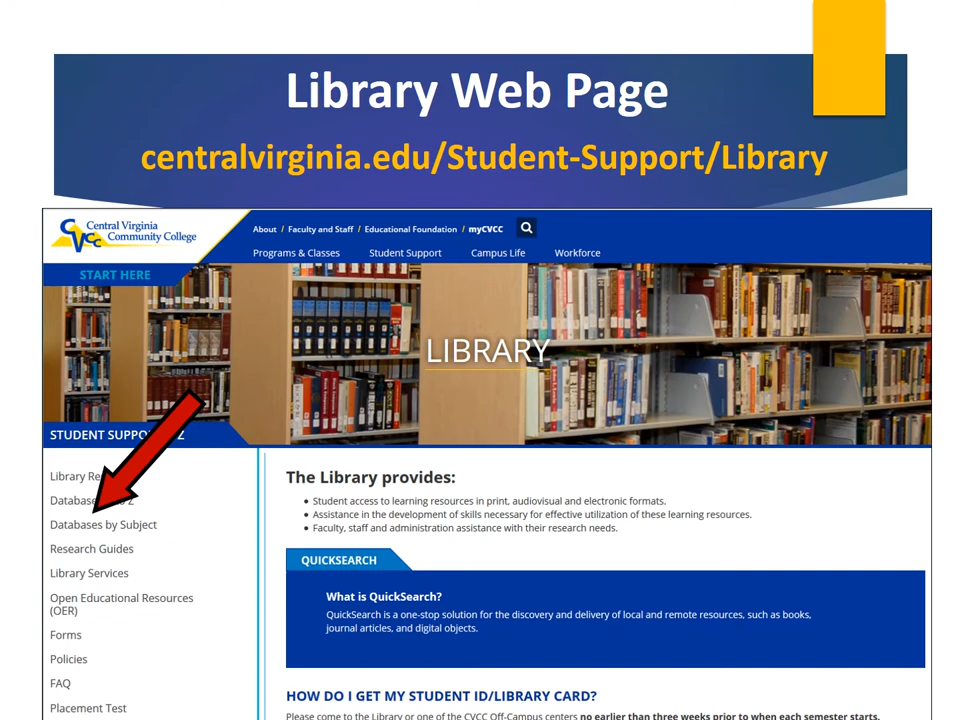 Library Web Page
centralvirginia.edu/Student-Support/Library
Central Virginia
Community College
CVCC
About / Faculty and Staff / Educational Foundation / myCVCC
Programs & Classes Student Support Campus Life Workforce
START HERE
LIBRARY
STUDENT SUPPO Z
Library Re
Databases Z
Databases by Subject
Research Guides
Library Services
Open Educational Resources
(OER)
Forms
Policies
FAQ
Placement Test
The Library provides:
• Student access to learning resources in print, audiovisual and electronic formats.
• Assistance in the development of skills necessary for effective utilization of these learning resources.
• Faculty, staff and administration assistance with their research needs.
QUICKSEARCH
What is QuickSearch?
QuickSearch is a one-stop solution for the discovery and delivery of local and remote resources, such as books,
journal articles, and digital objects.
HOW DO I GET MY STUDENT ID/LIBRARY CARD?
Please come to the Library or one of the CVCC Off-Campus centers no earlier than three weeks prior to when each semester starts.